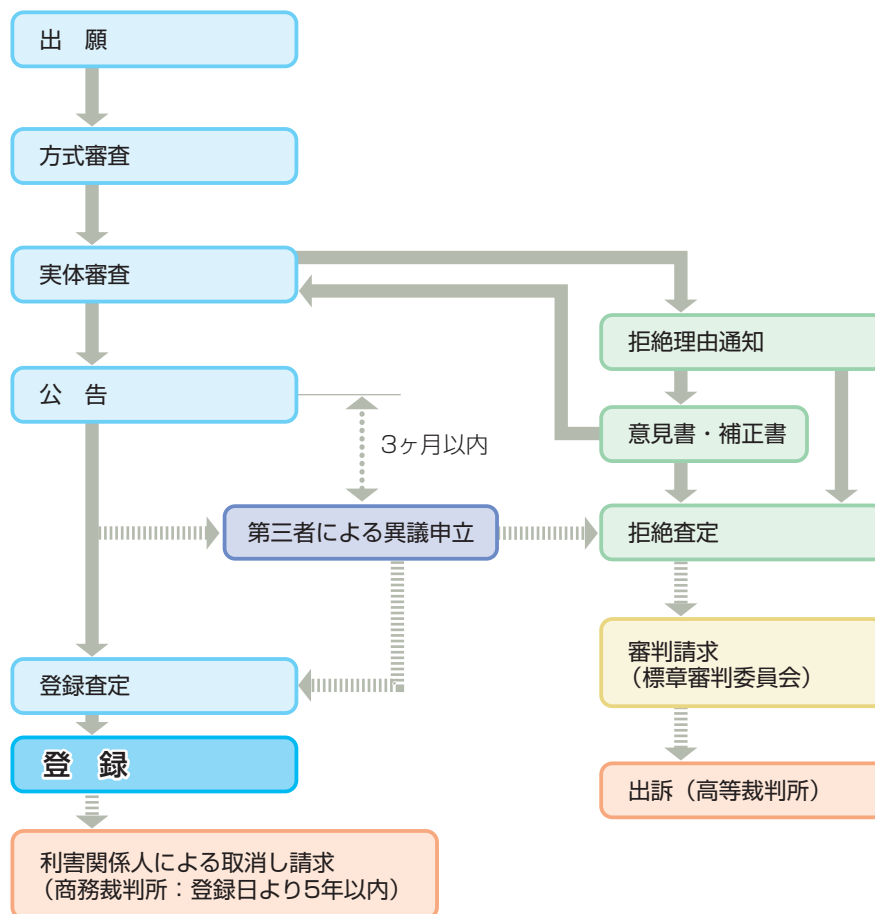 出　願
方式審査
実体審査
拒絶理由通知
公　告
意見書・補正書
3ヶ月以内
第三者による異議申立
拒絶査定
審判請求
（標章審判委員会）
登録査定
登　録
出訴（高等裁判所）
利害関係人による取消し請求
（商務裁判所：登録日より5年以内）